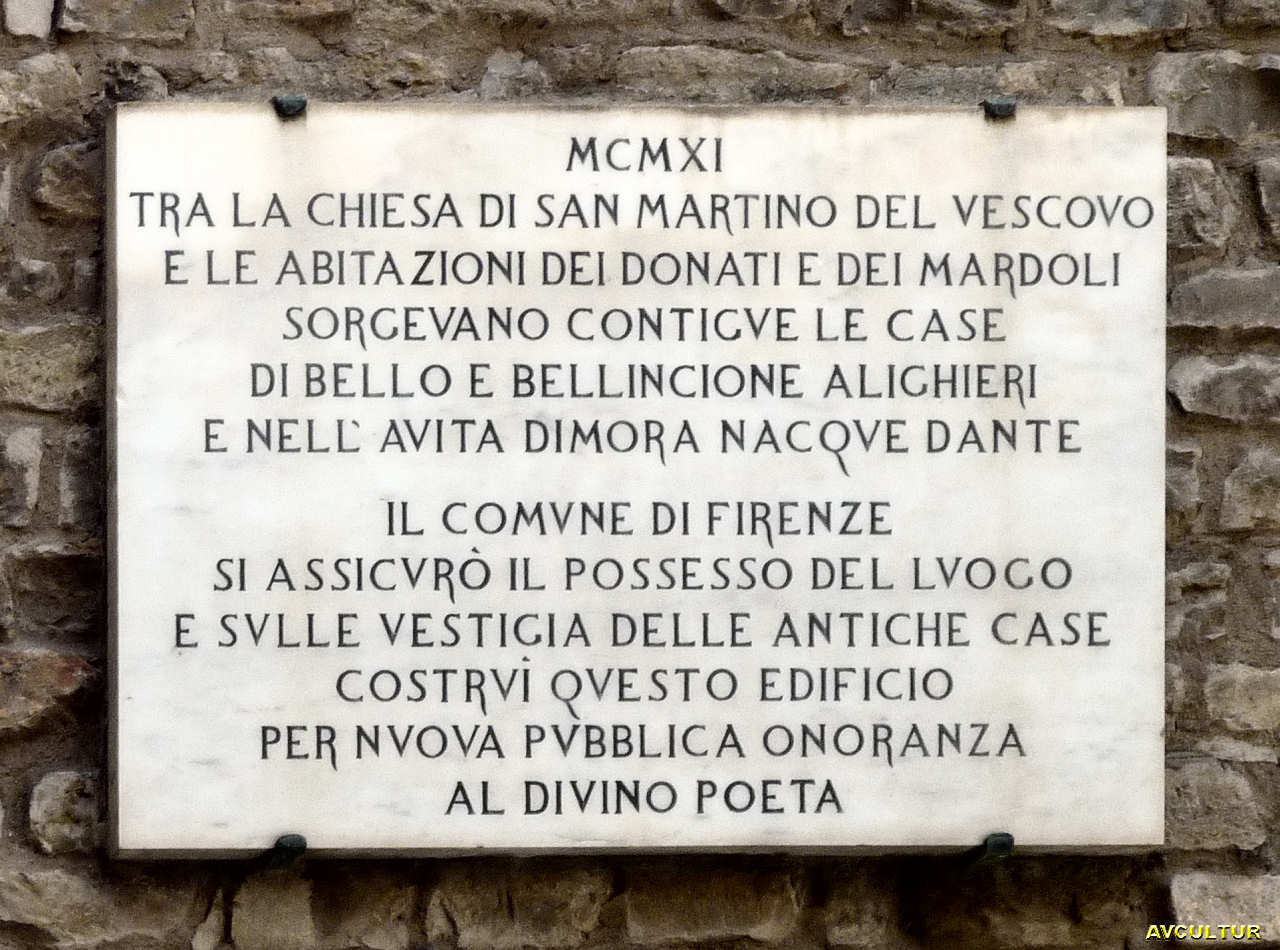 MCMXI
TRA LA CHIESA DI SAN MARTINO DEL VESCOVO
E LE ABITAZIONI DEI DONATI E DEI MARDOLI
SORGEVANO CONTIGVE LE CASE
DI BELLO E BELLINCIONE ALIGHIERI
E NELL' AVITA DIMORA NACQVE DANTE
IL COMVNE DI FIRENZE
SI ASSICVRÒ IL POSSESSO DEL LVOGO
E SVLLE VESTIGIA DELLE ANTICHE CASE
COSTRVÌ QVESTO EDIFICIO
PER NVOVA PVBBLICA ONORANZA
AL DIVINO POETA
AVCULTUR